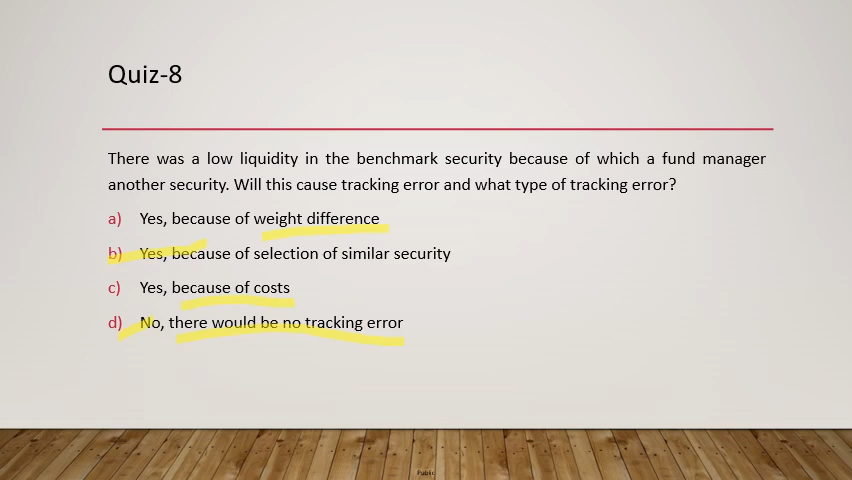 Quiz-8
There was a low liquidity in the benchmark security because of which a fund manager
another security. Will this cause tracking error and what type of tracking error?
a) Yes, because of weight difference
b) Yes, because of selection of similar security
c) Yes, because of costs
d) No, there would be no tracking error
Public